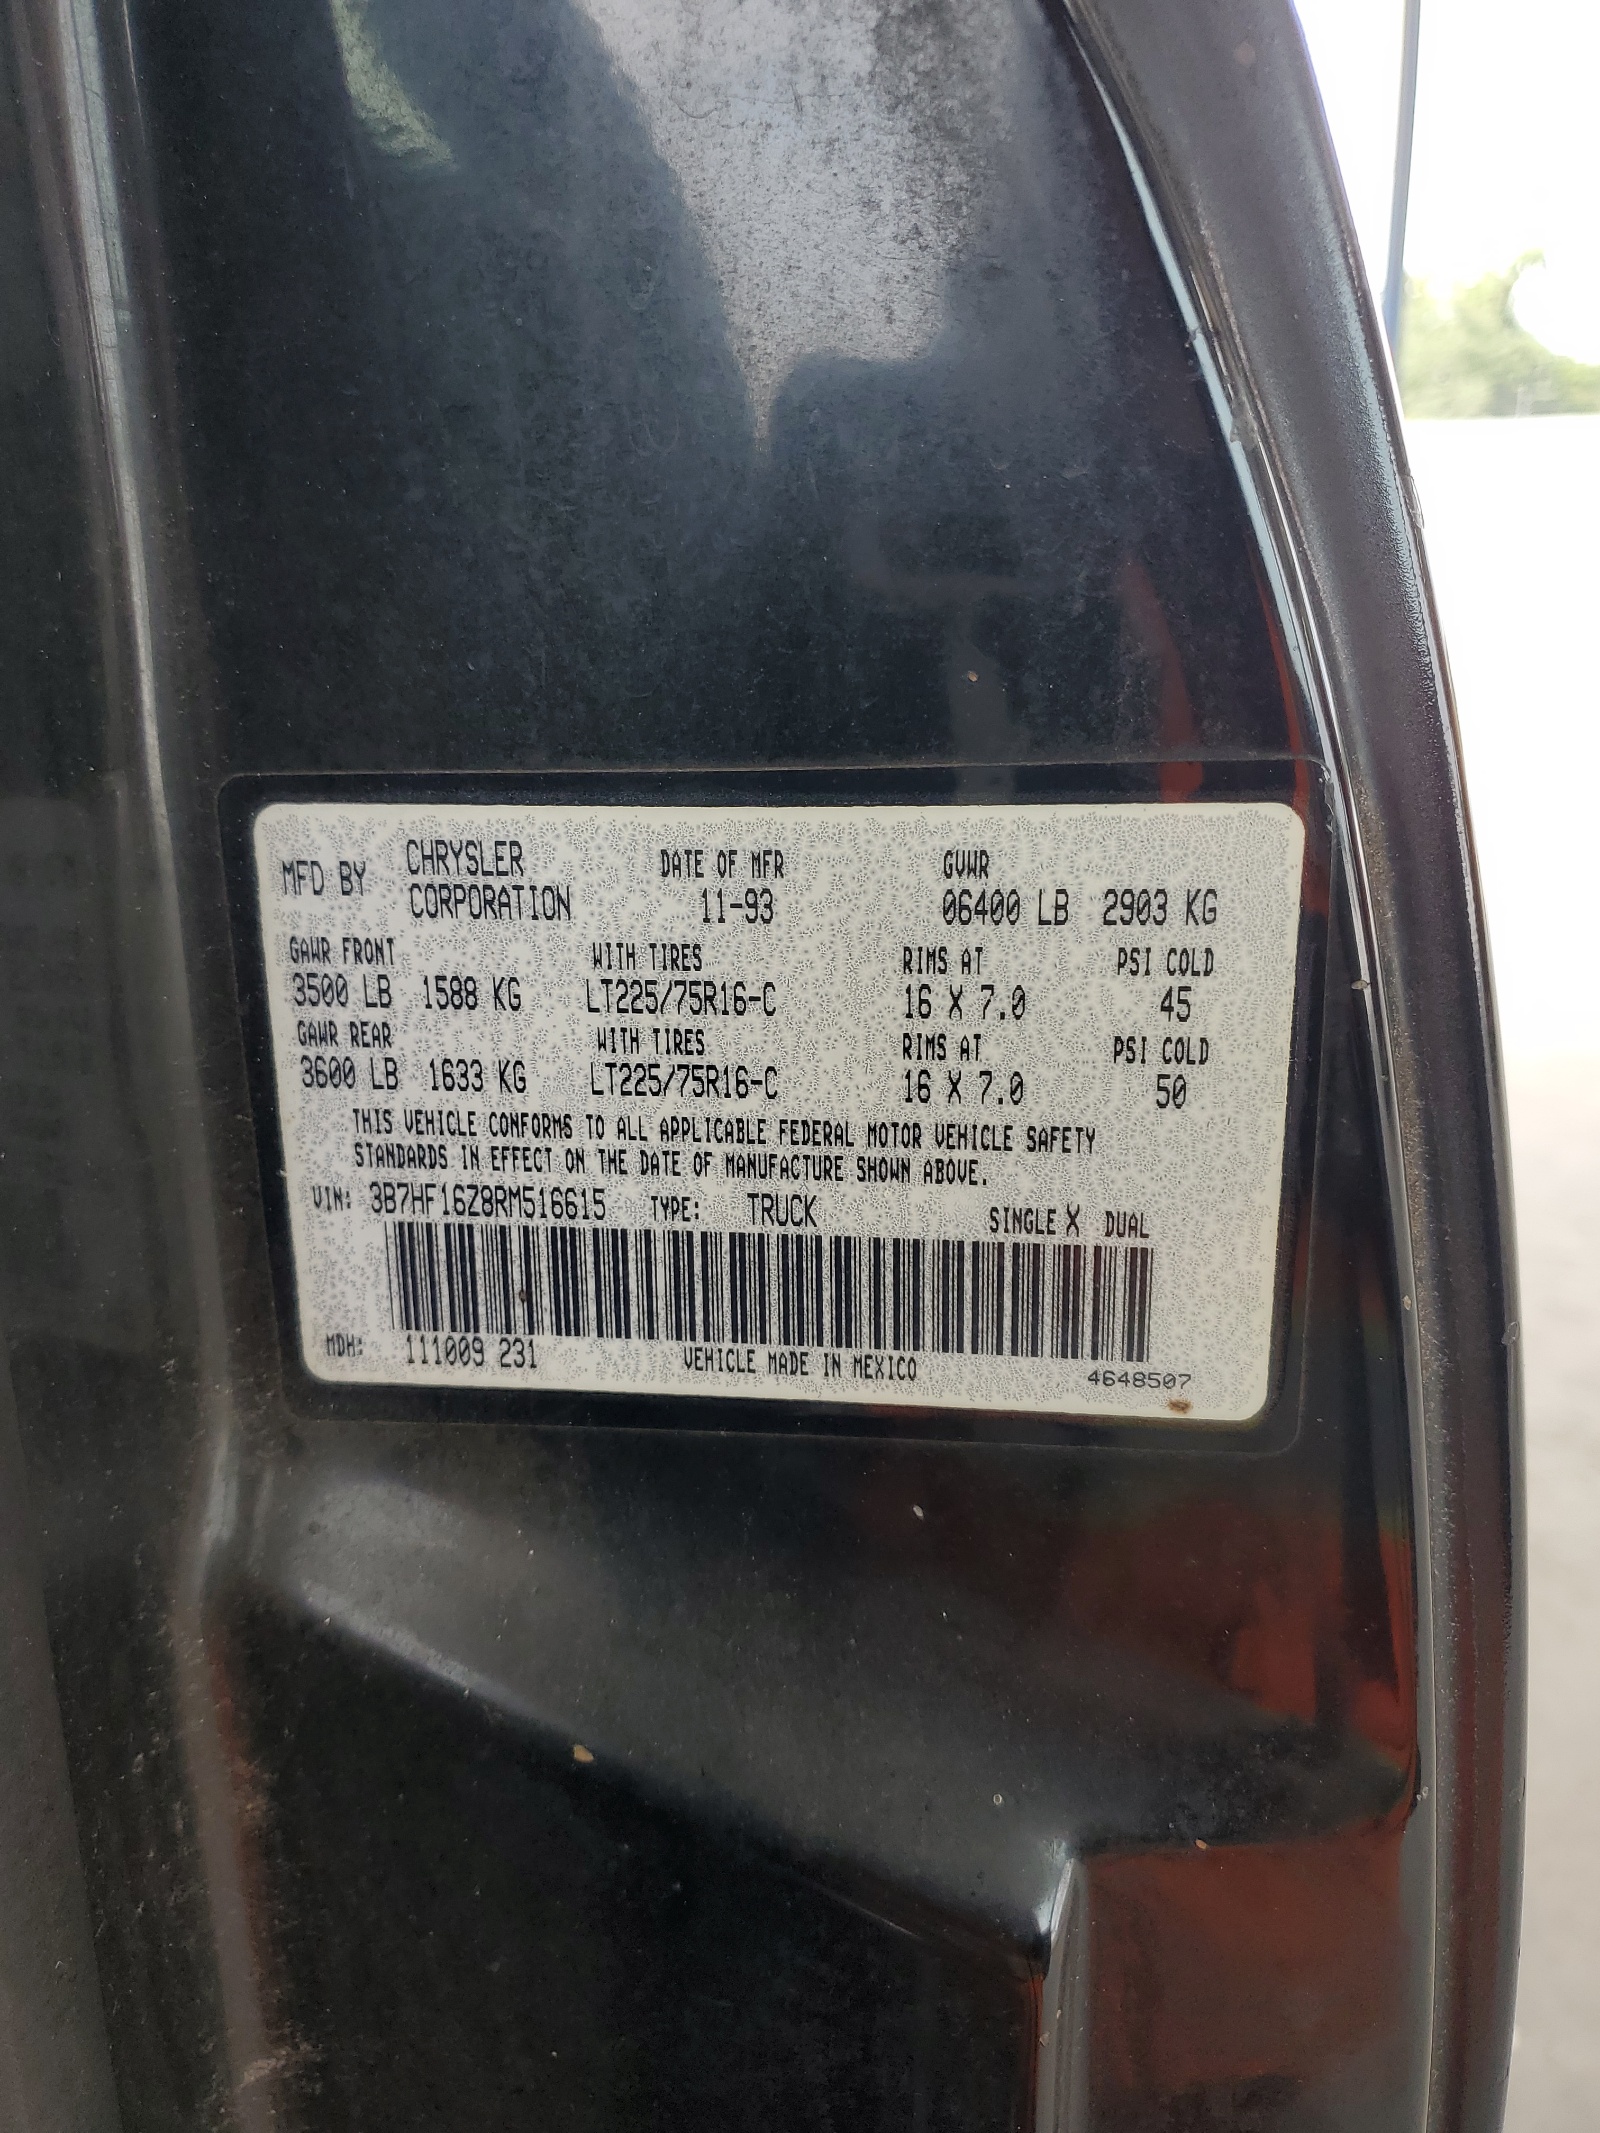 MFD BY CHRYSLER CORPORATION DATE OF MFR 11-93 GVWR 06400 LB 2903 KG
GAWR FRONT WITH TIRES RIMS AT PSI COLD
3500 LB 1588 KG LT225/75R16-C 16 X 7.0 45
GAWR REAR WITH TIRES RIMS AT PSI COLD
3600 LB 1633 KG LT225/75R16-C 16 X 7.0 50
THIS VEHICLE CONFORMS TO ALL APPLICABLE FEDERAL MOTOR VEHICLE SAFETY
STANDARDS IN EFFECT ON THE DATE OF MANUFACTURE SHOWN ABOVE.
VIN: 3B7HF16Z8RM516615 TYPE: TRUCK SINGLE X DUAL
MDH: 111009 231 VEHICLE MADE IN MEXICO 4648507